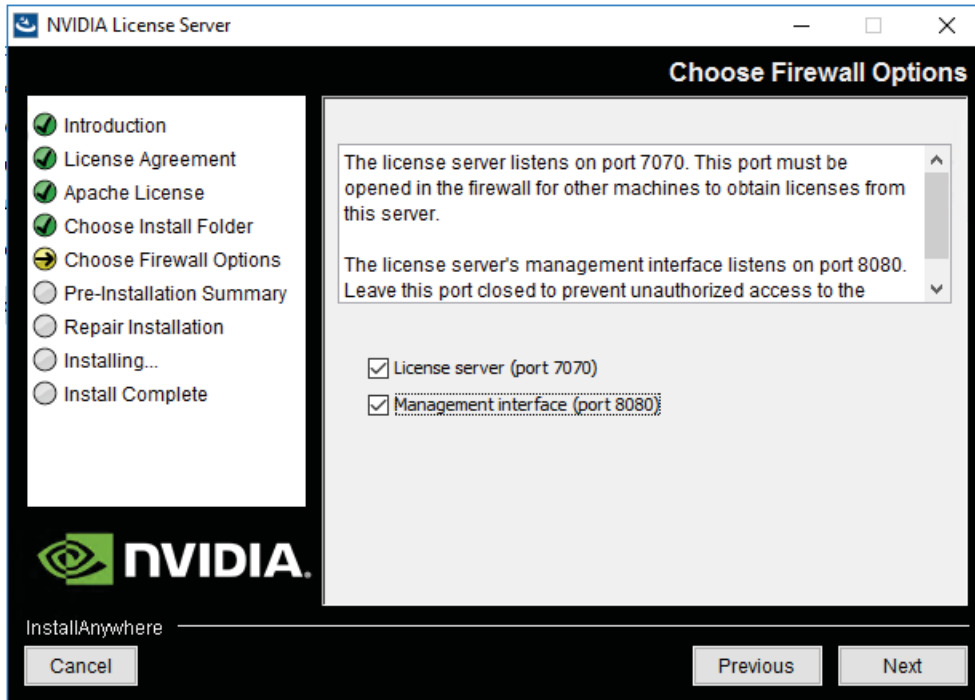 NVIDIA License Server
Choose Firewall Options
Introduction
License Agreement
Apache License
Choose Install Folder
Choose Firewall Options
Pre-Installation Summary
Repair Installation
Installing...
Install Complete
The license server listens on port 7070. This port must be
opened in the firewall for other machines to obtain licenses from
this server.
The license server's management interface listens on port 8080.
Leave this port closed to prevent unauthorized access to the
License server (port 7070)
Management interface (port 8080)
NVIDIA.
InstallAnywhere
Cancel
Previous
Next